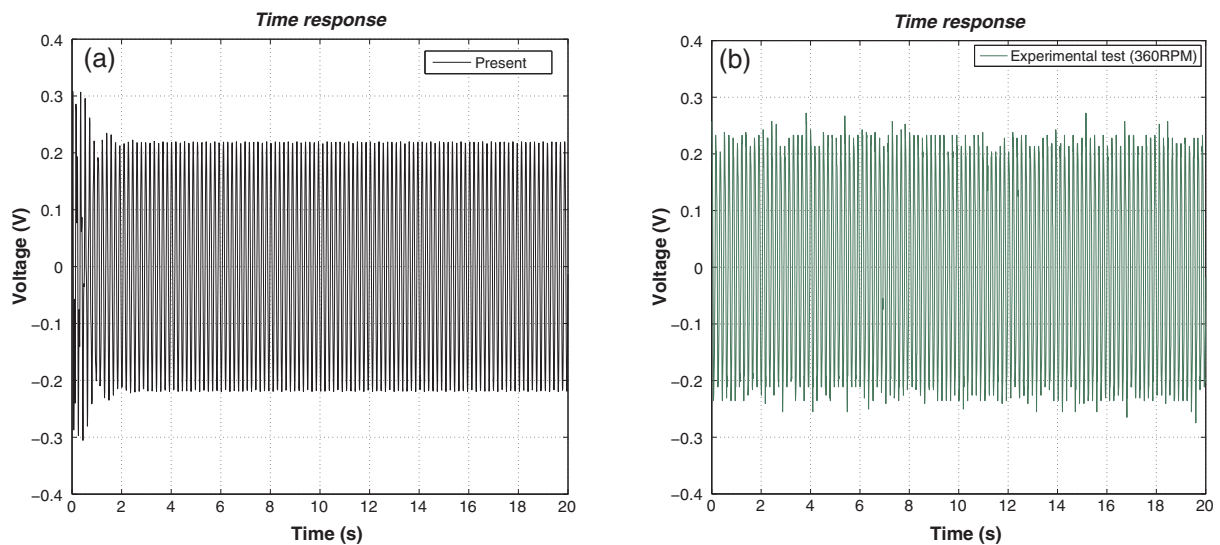 Time response
(a)
Present
0.4
0.3
0.2
0.1
0
−0.1
−0.2
−0.3
−0.4
Voltage (V)
0 2 4 6 8 10 12 14 16 18 20
Time (s)
Time response
(b)
Experimental test (360RPM)
0.4
0.3
0.2
0.1
0
−0.1
−0.2
−0.3
−0.4
Voltage (V)
0 2 4 6 8 10 12 14 16 18 20
Time (s)